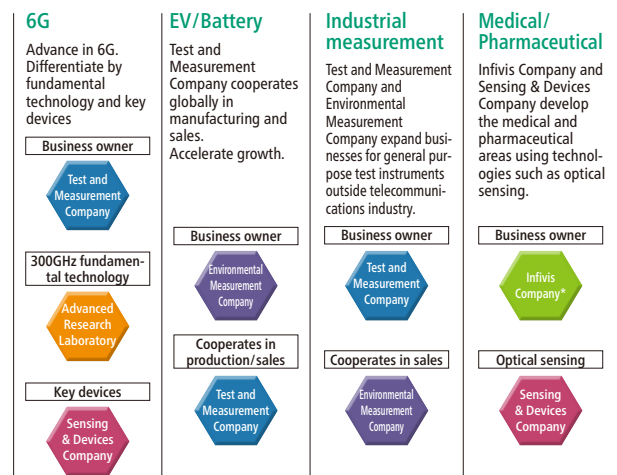 6G
Advance in 6G.
Differentiate by
fundamental
technology and key
devices
Business owner
Test and
Measurement
Company
300GHz fundamen-
tal technology
Advanced
Research
Laboratory
Key devices
Sensing
& Devices
Company
EV/Battery
Test and
Measurement
Company cooperates
globally in
manufacturing and
sales.
Accelerate growth.
Business owner
Environmental
Measurement
Company
Cooperates in
production/sales
Test and
Measurement
Company
Industrial
measurement
Test and Measurement
Company and
Environmental
Measurement
Company expand busi-
nesses for general pur-
pose test instruments
outside telecommuni-
cations industry.
Business owner
Test and
Measurement
Company
Cooperates in sales
Environmental
Measurement
Company
Medical/
Pharmaceutical
Infivis Company and
Sensing & Devices
Company develop
the medical and
pharmaceutical
areas using technol-
ogies such as optical
sensing.
Business owner
Infivis
Company*
Optical sensing
Sensing
& Devices
Company